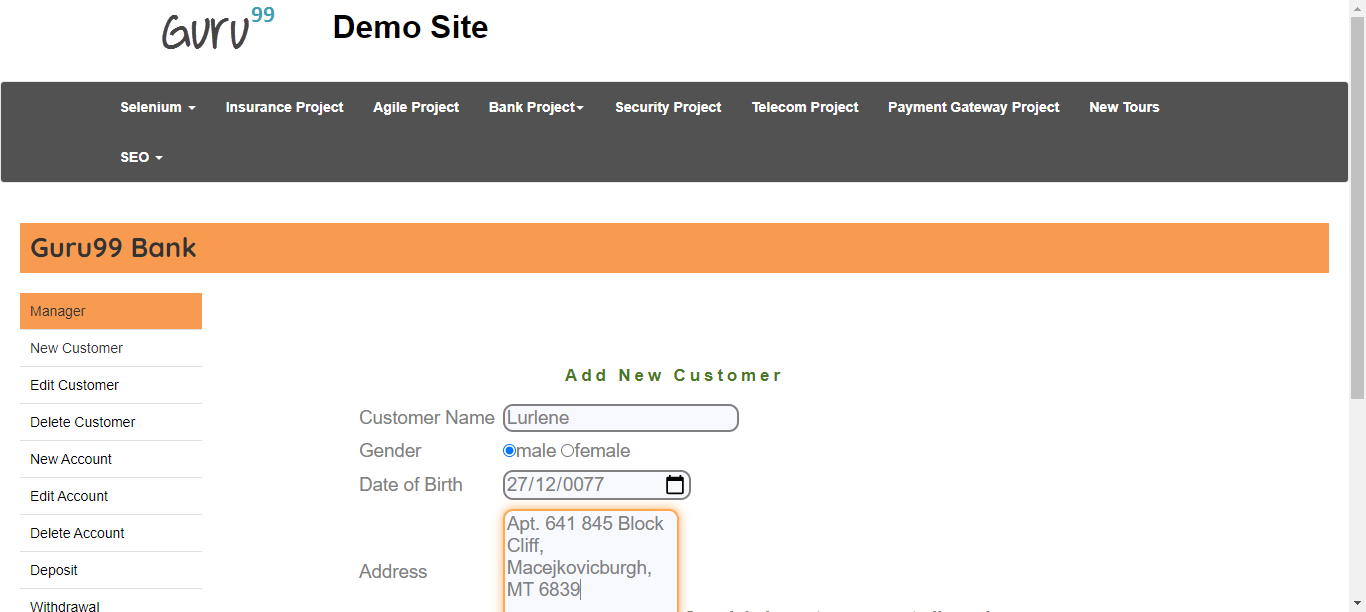 Guru99 Demo Site
Selenium Insurance Project Agile Project Bank Project Security Project Telecom Project Payment Gateway Project New Tours
SEO
Guru99 Bank
Manager
New Customer
Edit Customer
Delete Customer
New Account
Edit Account
Delete Account
Deposit
Withdrawal
Add New Customer
Customer Name Lurlene
Gender male female
Date of Birth 27/12/0077
Address
Apt. 641 845 Block
Cliff,
Macejkovicburgh,
MT 6839